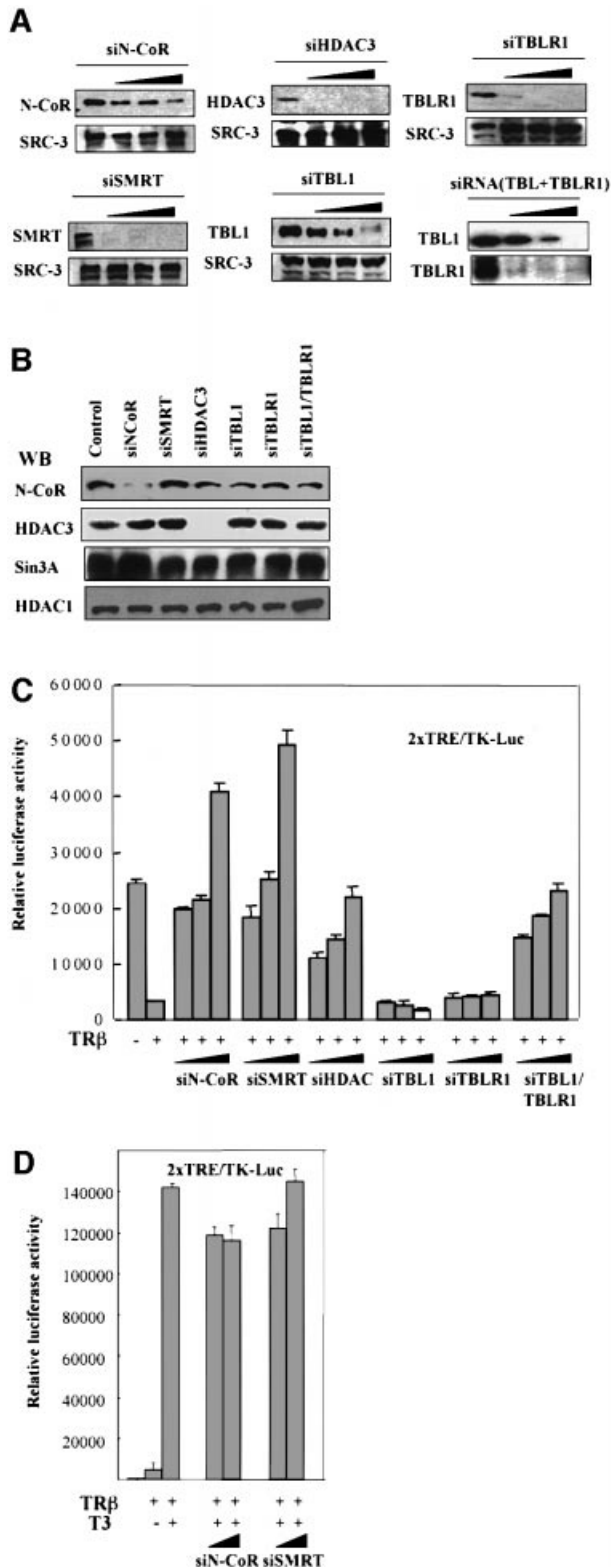 A
siN-CoR siHDAC3 siTBLR1
N-CoR HDAC3 TBLR1
SRC-3 SRC-3 SRC-3
siSMRT siTBL1 siRNA(TBL+TBLR1)
SMRT TBL1 TBL1
SRC-3 SRC-3 TBLR1
B
WB Control siNCoR siSMRT siHDAC3 siTBL1 siTBLR1 siTBL1/TBLR1
N-CoR
HDAC3
Sin3A
HDAC1
C
2xTRE/TK-Luc
Relative luciferase activity
60000
50000
40000
30000
20000
10000
0
TRβ - + + + + + + + + + + + + + + + + + + +
siN-CoR siSMRT siHDAC siTBL1 siTBLR1 siTBL1/
TBLR1
D
2xTRE/TK-Luc
Relative luciferase activity
140000
120000
100000
80000
60000
40000
20000
TRβ + + + + + +
T3 - + + + + +
siN-CoR siSMRT